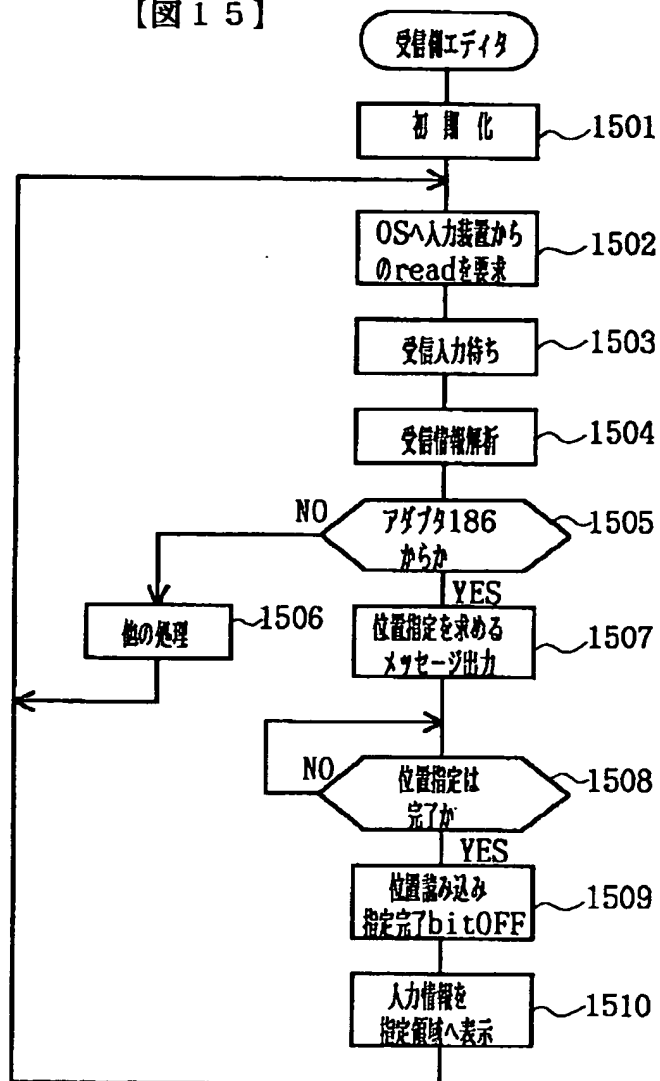 【図１５】
受信側エディタ
初期化
1501
OSへ入力装置から
のreadを要求
1502
受信入力待ち
1503
受信情報解析
1504
アダプタ186
からか
1505
NO
YES
他の処理
1506
位置指定を求める
メッセージ出力
1507
位置指定は
完了か
1508
NO
YES
位置読み込み
指定完了bitOFF
1509
入力情報を
指定領域へ表示
1510